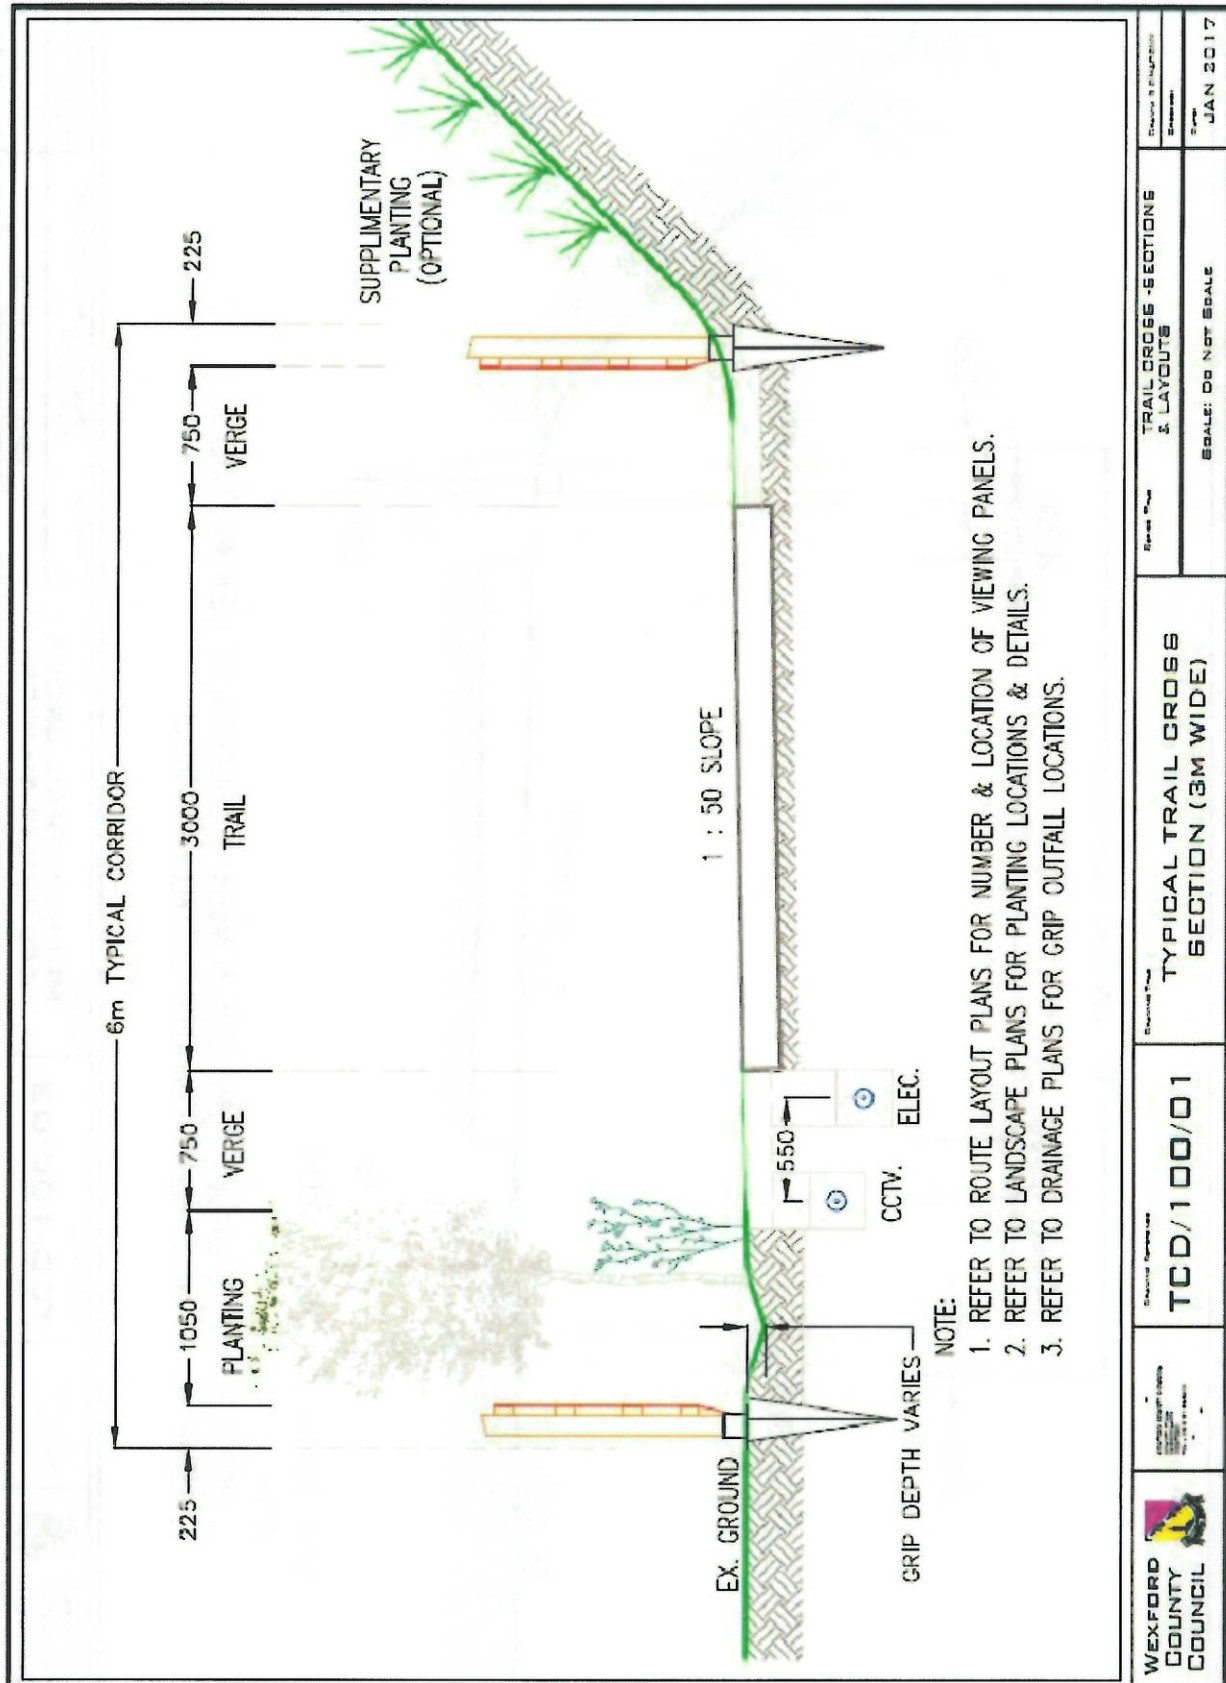 6m TYPICAL CORRIDOR
225
1050
750
3000
750
225
PLANTING
VERGE
TRAIL
VERGE
SUPPLIMENTARY
PLANTING
(OPTIONAL)
1 : 50 SLOPE
EX. GROUND
550
CCTV.
ELEC.
GRIP DEPTH VARIES
NOTE:
1. REFER TO ROUTE LAYOUT PLANS FOR NUMBER & LOCATION OF VIEWING PANELS.
2. REFER TO LANDSCAPE PLANS FOR PLANTING LOCATIONS & DETAILS.
3. REFER TO DRAINAGE PLANS FOR GRIP OUTFALL LOCATIONS.
WEXFORD
COUNTY
COUNCIL
TCD/100/01
TYPICAL TRAIL CROSS
SECTION (3M WIDE)
TRAIL CROSS-SECTIONS
& LAYOUTS
SCALE: DO NOT SCALE
JAN 2017